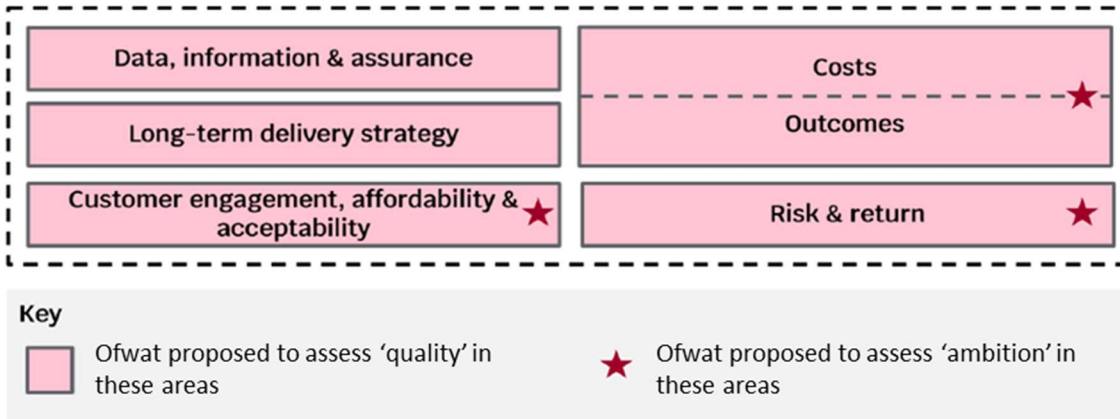 Data, information & assurance
Long-term delivery strategy
Customer engagement, affordability &
acceptability
Costs
Outcomes
Risk & return
Key
Ofwat proposed to assess ‘quality’ in
these areas
Ofwat proposed to assess ‘ambition’ in
these areas